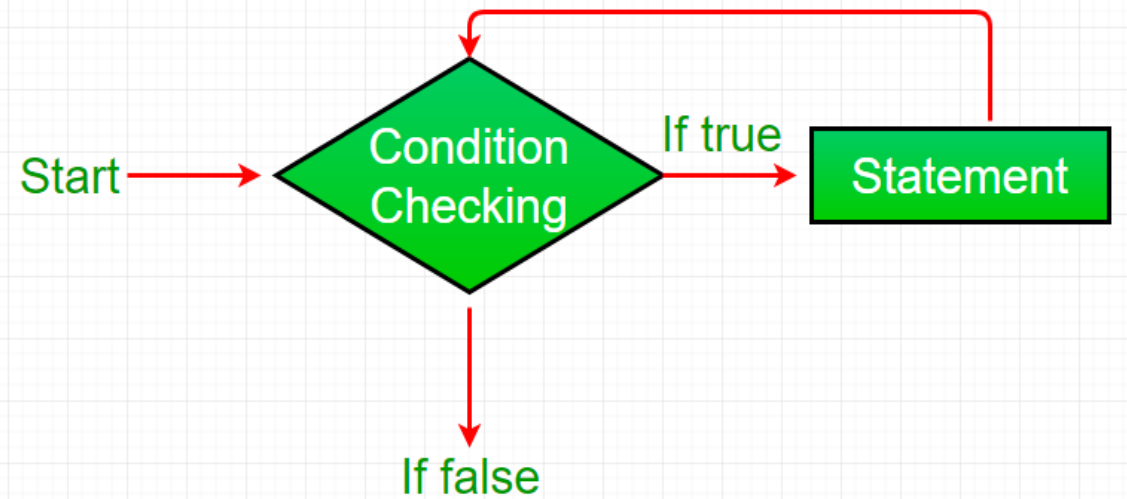 Start
Condition
Checking
If true
Statement
If false